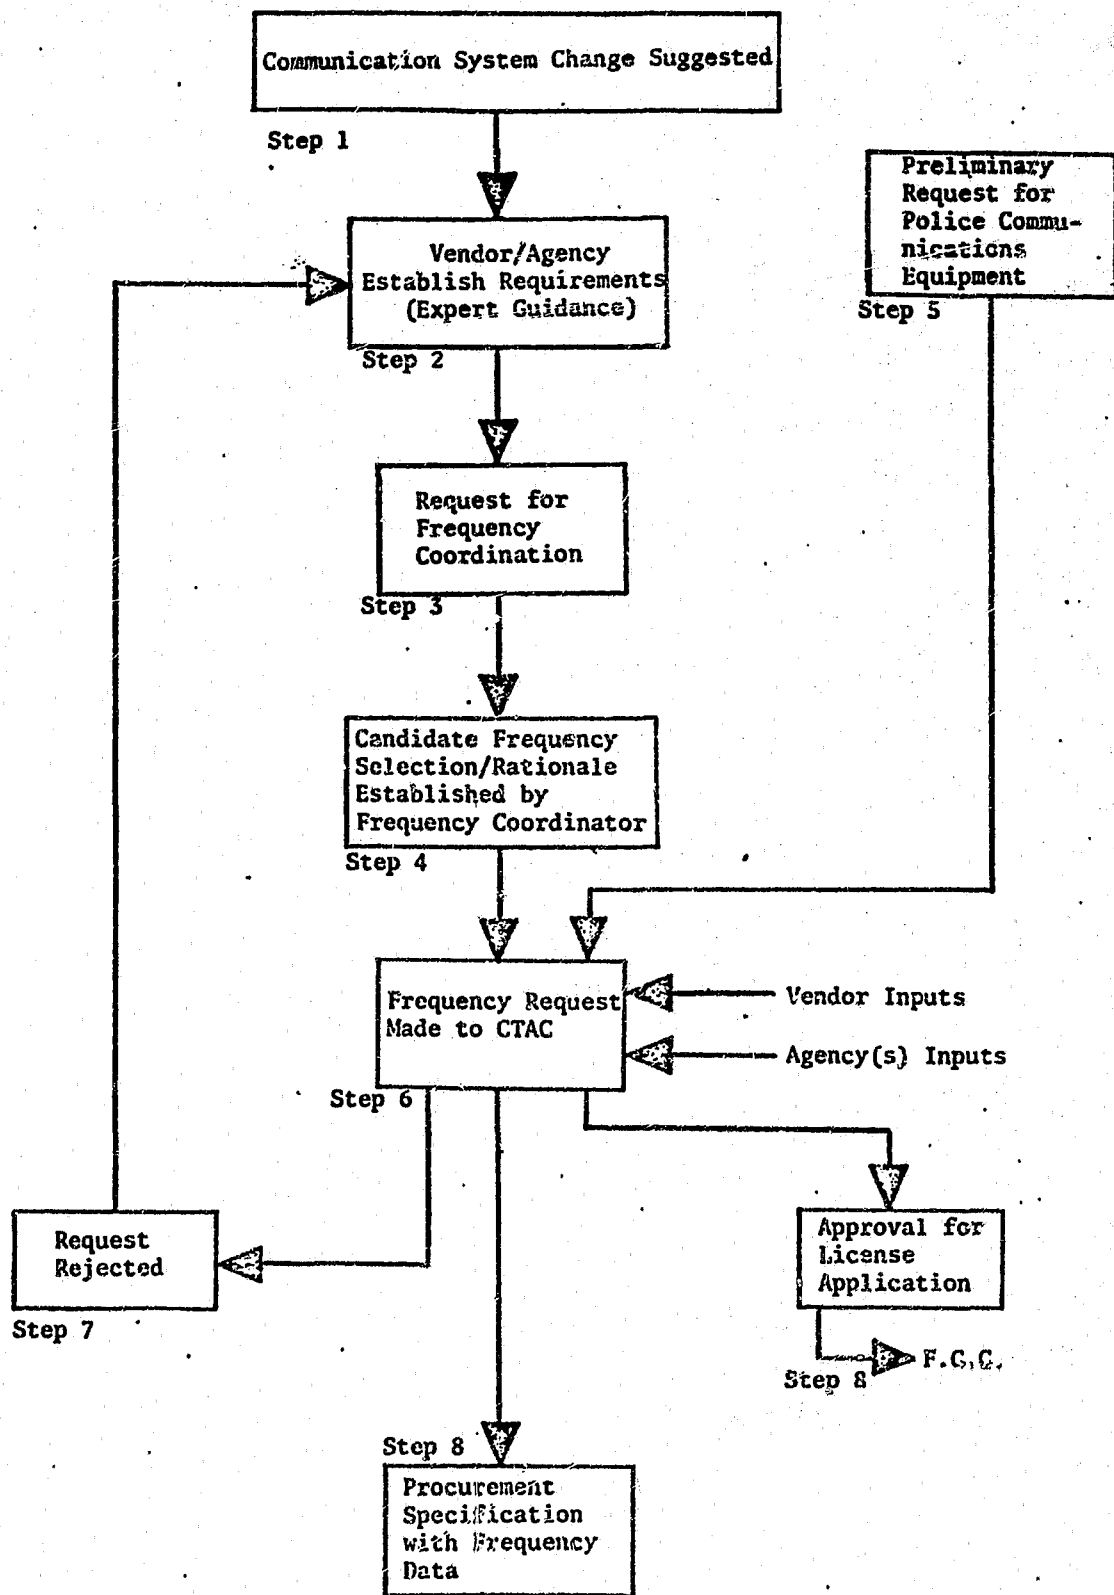 Communication System Change Suggested
Step 1
Preliminary
Request for
Police Commu-
nications
Equipment
Step 5
Vendor/Agency
Establish Requirements
(Expert Guidance)
Step 2
Request for
Frequency
Coordination
Step 3
Candidate Frequency
Selection/Rationale
Established by
Frequency Coordinator
Step 4
Frequency Request
Made to CTAC
Step 6
Vendor Inputs
Agency(s) Inputs
Request
Rejected
Step 7
Approval for
License
Application
F.C.C.
Step 8
Step 8
Procurement
Specification
with Frequency
Data